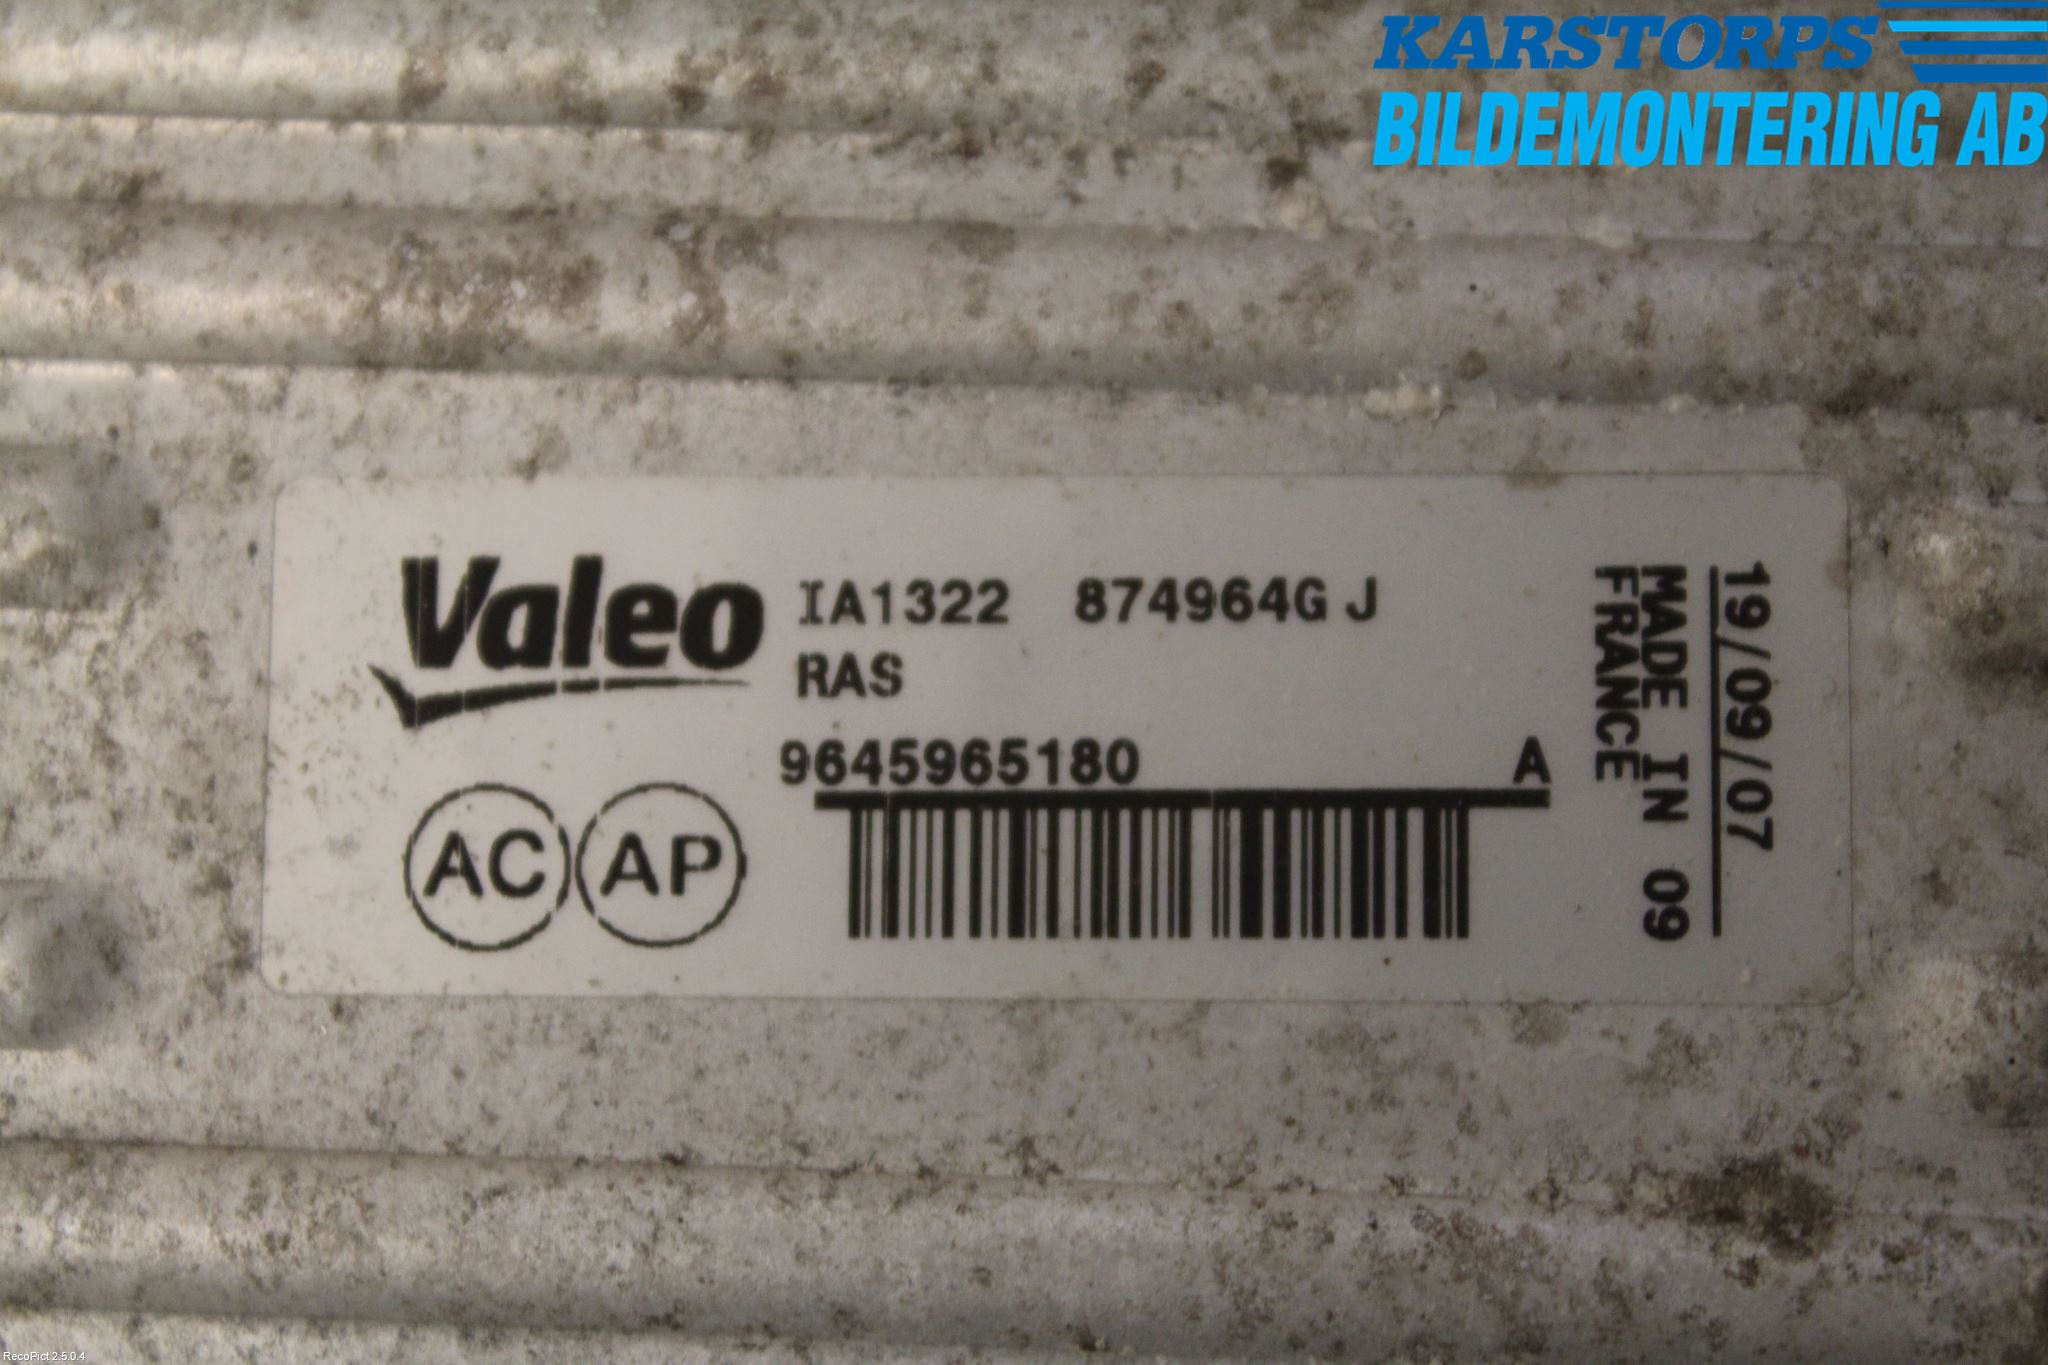 KARSTORPS
BILDEMONTERING AB
Valeo
IA1322 874964G J
RAS
9645965180 A
AC AP
19/09/07
MADE IN 09
FRANCE
RecoPict 2.5.0.4